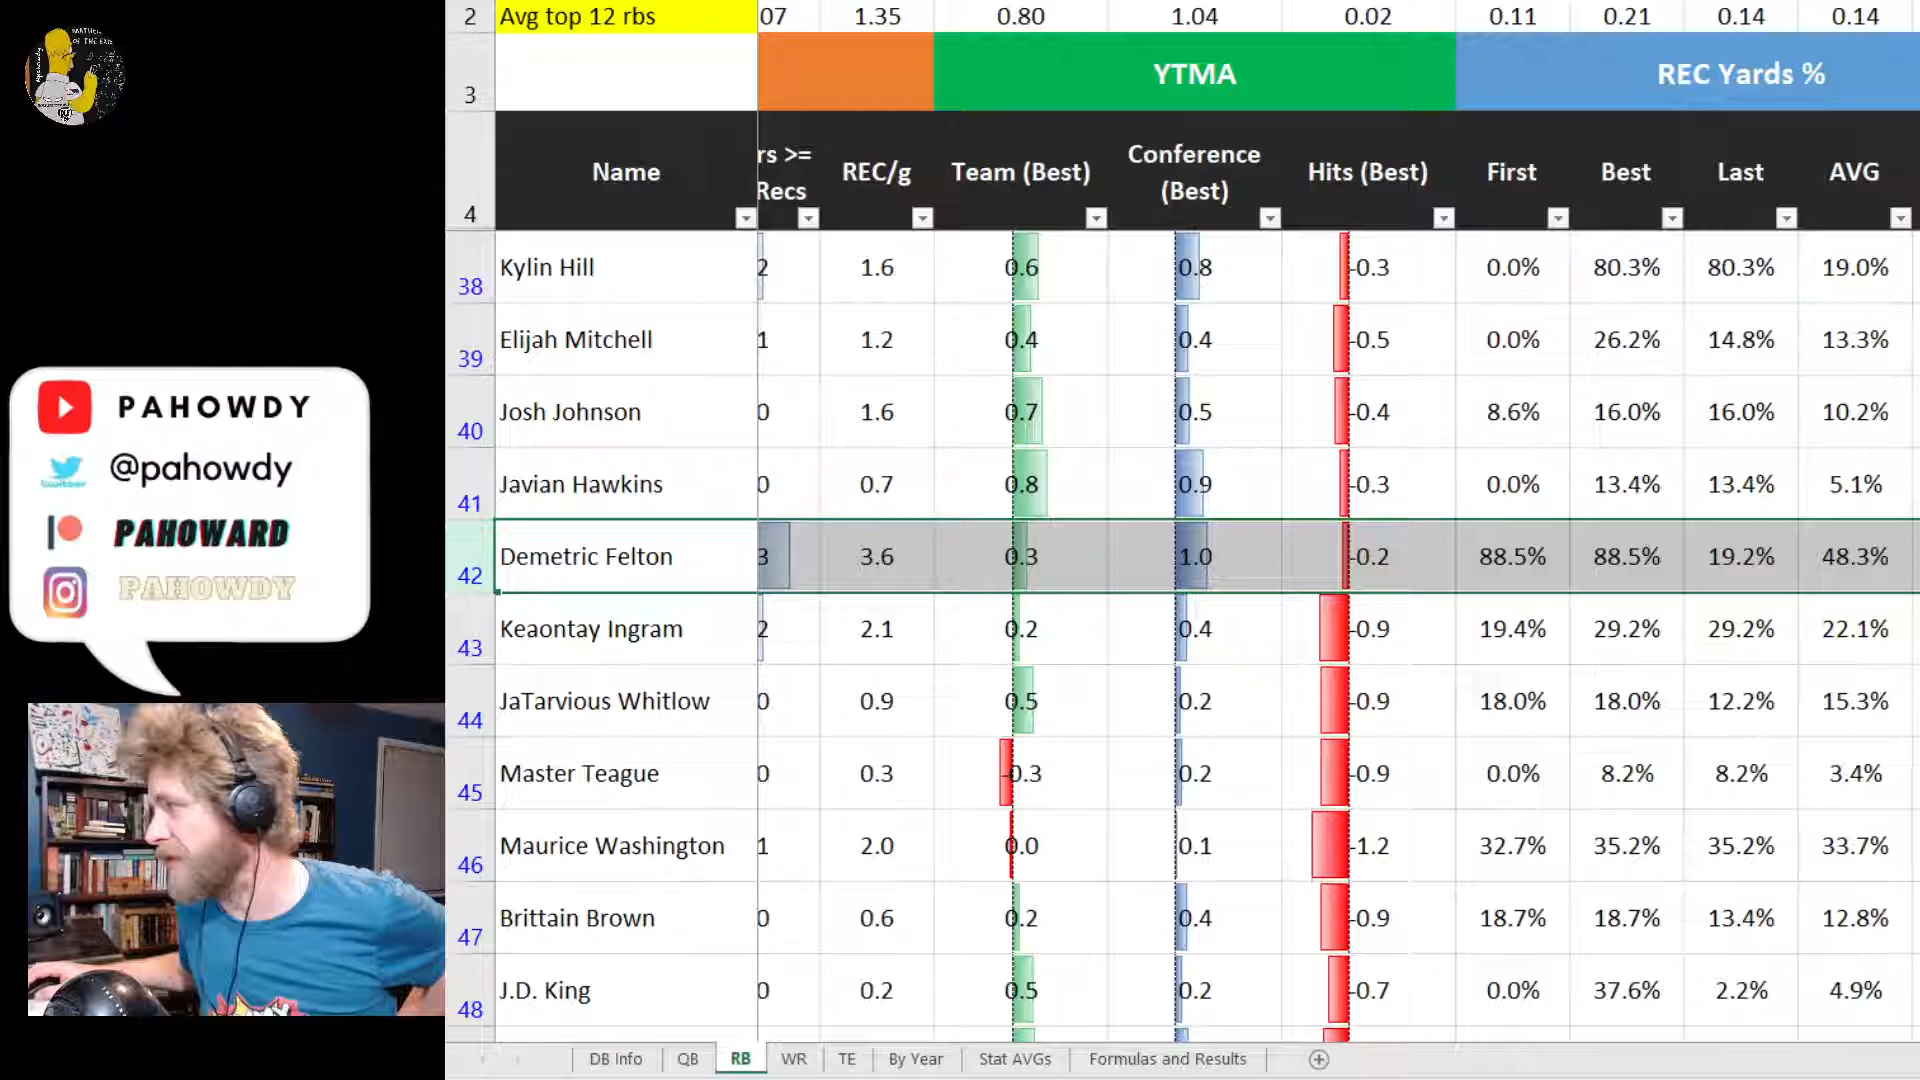 2 Avg top 12 rbs 07 1.35 0.80 1.04 0.02 0.11 0.21 0.14 0.14
3 YTMA REC Yards %
4 Name rs >= Recs REC/g Team (Best) Conference (Best) Hits (Best) First Best Last AVG
38 Kylin Hill 2 1.6 0.6 0.8 -0.3 0.0% 80.3% 80.3% 19.0%
39 Elijah Mitchell 1 1.2 0.4 0.4 -0.5 0.0% 26.2% 14.8% 13.3%
40 Josh Johnson 0 1.6 0.7 0.5 -0.4 8.6% 16.0% 16.0% 10.2%
41 Javian Hawkins 0 0.7 0.8 0.9 -0.3 0.0% 13.4% 13.4% 5.1%
42 Demetric Felton 3 3.6 0.3 1.0 -0.2 88.5% 88.5% 19.2% 48.3%
43 Keaontay Ingram 2 2.1 0.2 0.4 -0.9 19.4% 29.2% 29.2% 22.1%
44 JaTarvious Whitlow 0 0.9 0.5 0.2 -0.9 18.0% 18.0% 12.2% 15.3%
45 Master Teague 0 0.3 -0.3 0.2 -0.9 0.0% 8.2% 8.2% 3.4%
46 Maurice Washington 1 2.0 0.0 0.1 -1.2 32.7% 35.2% 35.2% 33.7%
47 Brittain Brown 0 0.6 0.2 0.4 -0.9 18.7% 18.7% 13.4% 12.8%
48 J.D. King 0 0.2 0.5 0.2 -0.7 0.0% 37.6% 2.2% 4.9%
DB Info QB RB WR TE By Year Stat AVGs Formulas and Results
PAHOWDY
@pahowdy
PAHOWARD
PAHOWDY